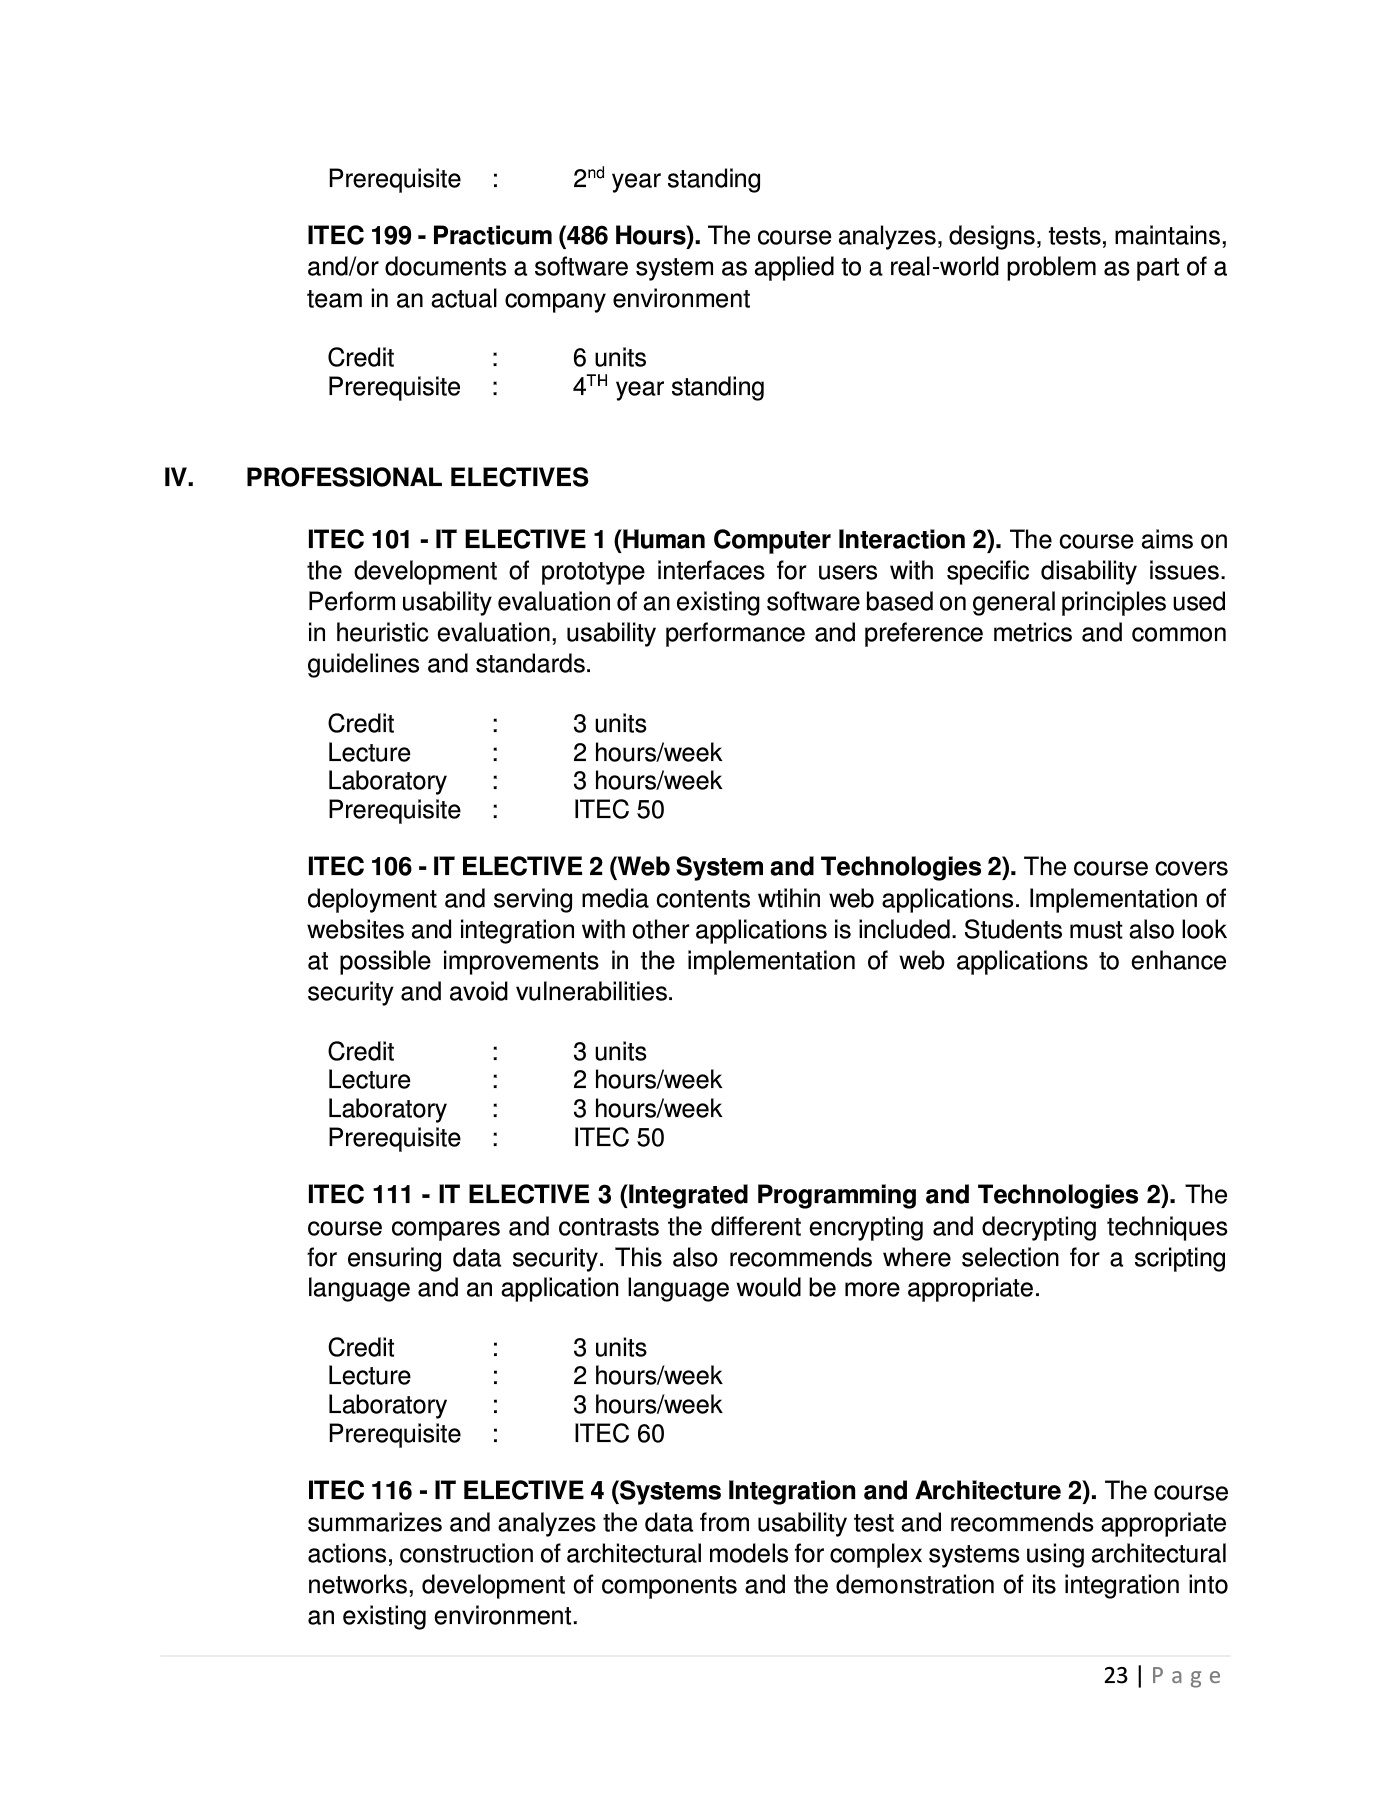 Prerequisite : 2nd year standing
ITEC 199 - Practicum (486 Hours). The course analyzes, designs, tests, maintains,
and/or documents a software system as applied to a real-world problem as part of a
team in an actual company environment
Credit : 6 units
Prerequisite : 4TH year standing
IV. PROFESSIONAL ELECTIVES
ITEC 101 - IT ELECTIVE 1 (Human Computer Interaction 2). The course aims on
the development of prototype interfaces for users with specific disability issues.
Perform usability evaluation of an existing software based on general principles used
in heuristic evaluation, usability performance and preference metrics and common
guidelines and standards.
Credit : 3 units
Lecture : 2 hours/week
Laboratory : 3 hours/week
Prerequisite : ITEC 50
ITEC 106 - IT ELECTIVE 2 (Web System and Technologies 2). The course covers
deployment and serving media contents wtihin web applications. Implementation of
websites and integration with other applications is included. Students must also look
at possible improvements in the implementation of web applications to enhance
security and avoid vulnerabilities.
Credit : 3 units
Lecture : 2 hours/week
Laboratory : 3 hours/week
Prerequisite : ITEC 50
ITEC 111 - IT ELECTIVE 3 (Integrated Programming and Technologies 2). The
course compares and contrasts the different encrypting and decrypting techniques
for ensuring data security. This also recommends where selection for a scripting
language and an application language would be more appropriate.
Credit : 3 units
Lecture : 2 hours/week
Laboratory : 3 hours/week
Prerequisite : ITEC 60
ITEC 116 - IT ELECTIVE 4 (Systems Integration and Architecture 2). The course
summarizes and analyzes the data from usability test and recommends appropriate
actions, construction of architectural models for complex systems using architectural
networks, development of components and the demonstration of its integration into
an existing environment.
23 | Page